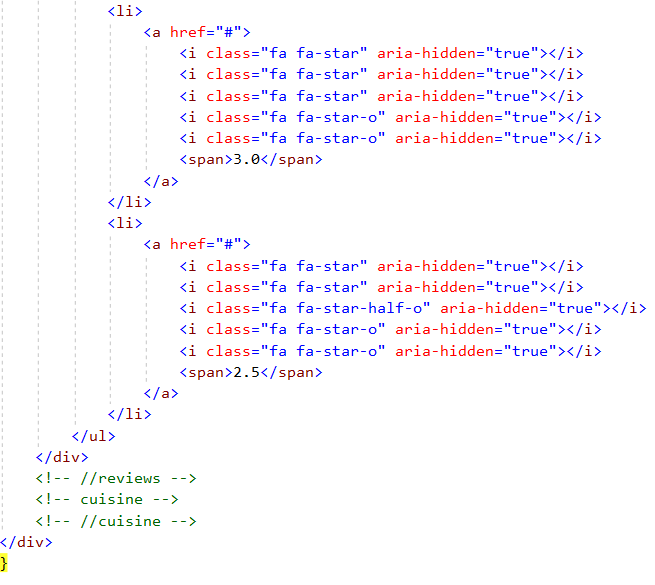 <li>
<a href="#">
<i class="fa fa-star" aria-hidden="true"></i>
<i class="fa fa-star" aria-hidden="true"></i>
<i class="fa fa-star" aria-hidden="true"></i>
<i class="fa fa-star-o" aria-hidden="true"></i>
<i class="fa fa-star-o" aria-hidden="true"></i>
<span>3.0</span>
</a>
</li>
<li>
<a href="#">
<i class="fa fa-star" aria-hidden="true"></i>
<i class="fa fa-star" aria-hidden="true"></i>
<i class="fa fa-star-half-o" aria-hidden="true"></i>
<i class="fa fa-star-o" aria-hidden="true"></i>
<i class="fa fa-star-o" aria-hidden="true"></i>
<span>2.5</span>
</a>
</li>
</ul>
</div>
<!-- //reviews -->
<!-- cuisine -->
<!-- //cuisine -->
</div>
}